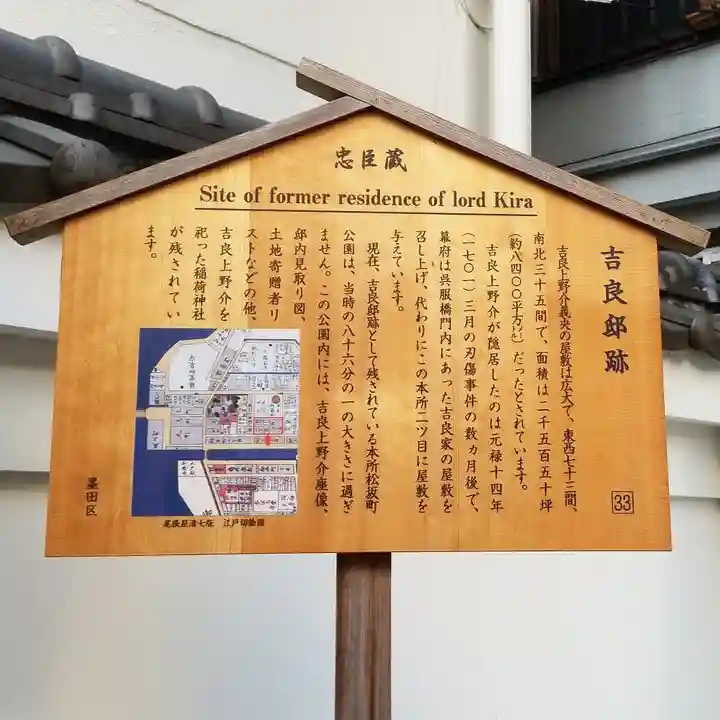 忠臣蔵
Site of former residence of lord Kira
吉良邸跡
吉良上野介義央の屋敷は広大で、東西七十三間、
南北三十五間で、面積は二千五百五十坪
(約八四〇〇平方㍍)だったとされています。
吉良上野介が隠居したのは元禄十四年
(一七〇一)三月の刃傷事件の数ヵ月後で、
幕府は呉服橋門内にあった吉良家の屋敷を
召し上げ、代わりにこの本所二ツ目に屋敷を
与えています。
現在、吉良邸跡として残されている本所松坂町
公園は、当時の八十六分の一の大きさに過ぎ
ません。この公園内には、吉良上野介座像、
邸内見取り図、
土地寄贈者リ
ストなどの他、
吉良上野介を
祀った稲荷神社
が残されてい
ます。
墨田区
尾張屋清七版 江戸切絵図
33